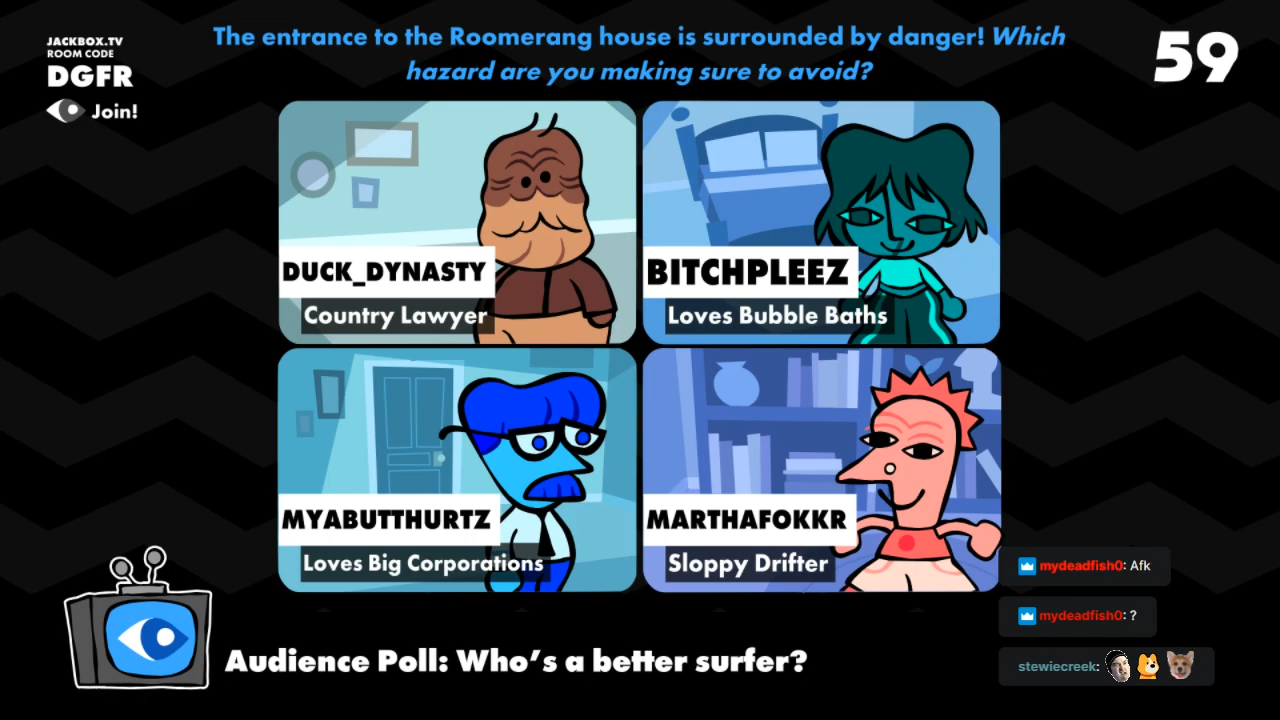 JACKBOX.TV
ROOM CODE
DGFR
Join!
The entrance to the Roomerang house is surrounded by danger! Which
hazard are you making sure to avoid?
59
DUCK_DYNASTY
Country Lawyer
BITCHPLEEZ
Loves Bubble Baths
MYABUTTHURTZ
Loves Big Corporations
MARTHAFOKKR
Sloppy Drifter
mydeadfish0: Afk
mydeadfish0: ?
stewiecreek:
Audience Poll: Who's a better surfer?